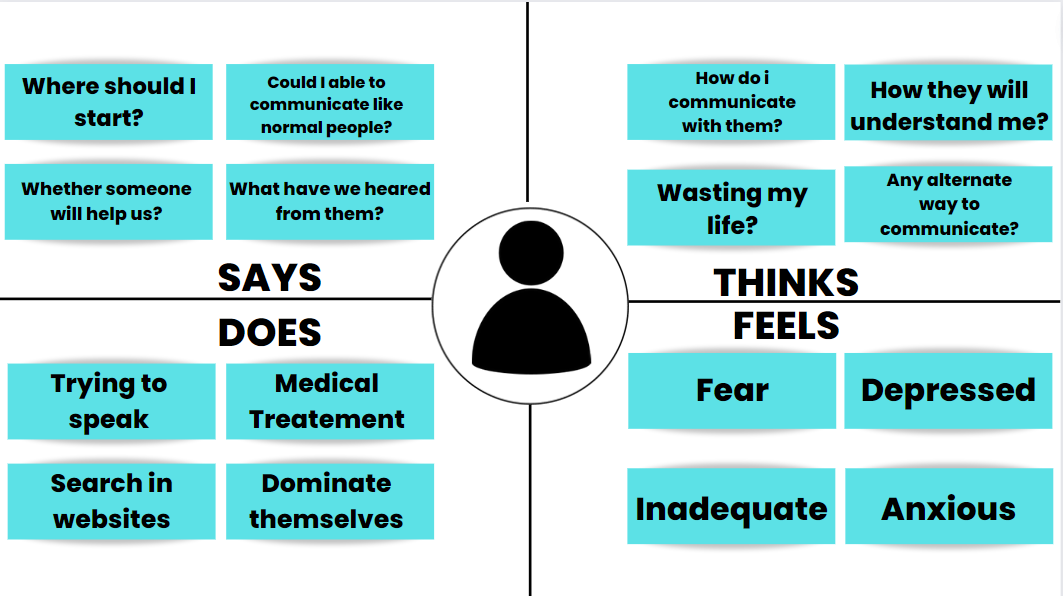 Where should I
start?
Could I able to
communicate like
normal people?
Whether someone
will help us?
What have we heared
from them?
SAYS
How do i
communicate
with them?
How they will
understand me?
Wasting my
life?
Any alternate
way to
communicate?
THINKS
DOES
Trying to
speak
Medical
Treatement
Search in
websites
Dominate
themselves
FEELS
Fear
Depressed
Inadequate
Anxious